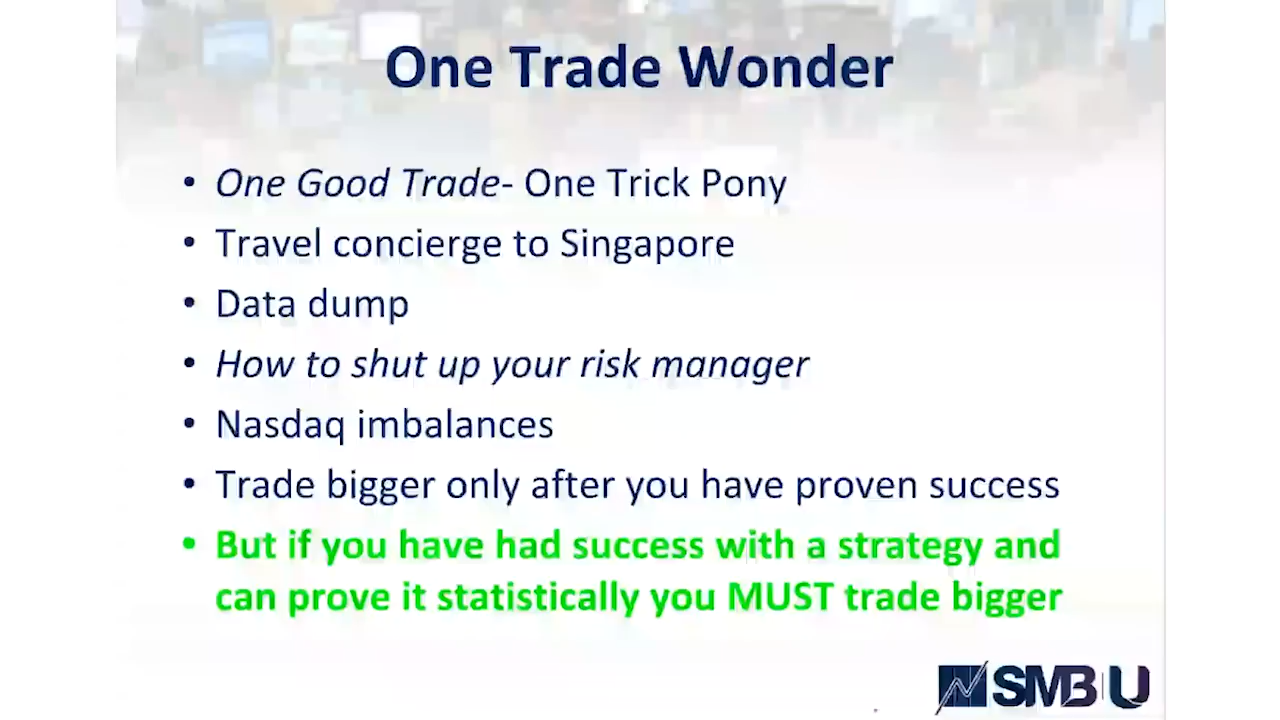 One Trade Wonder
• One Good Trade- One Trick Pony
• Travel concierge to Singapore
• Data dump
• How to shut up your risk manager
• Nasdaq imbalances
• Trade bigger only after you have proven success
• But if you have had success with a strategy and
can prove it statistically you MUST trade bigger
SMB U